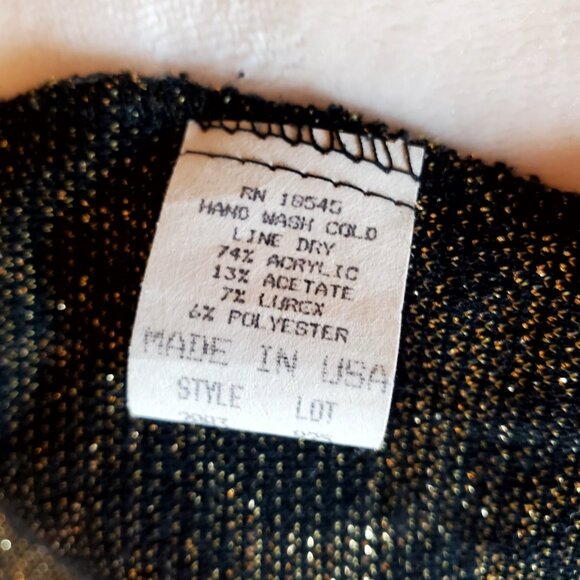 RN 18545
HAND WASH COLD
LINE DRY
74% ACRYLIC
13% ACETATE
7% LUREX
6% POLYESTER
MADE IN USA
STYLE LOT